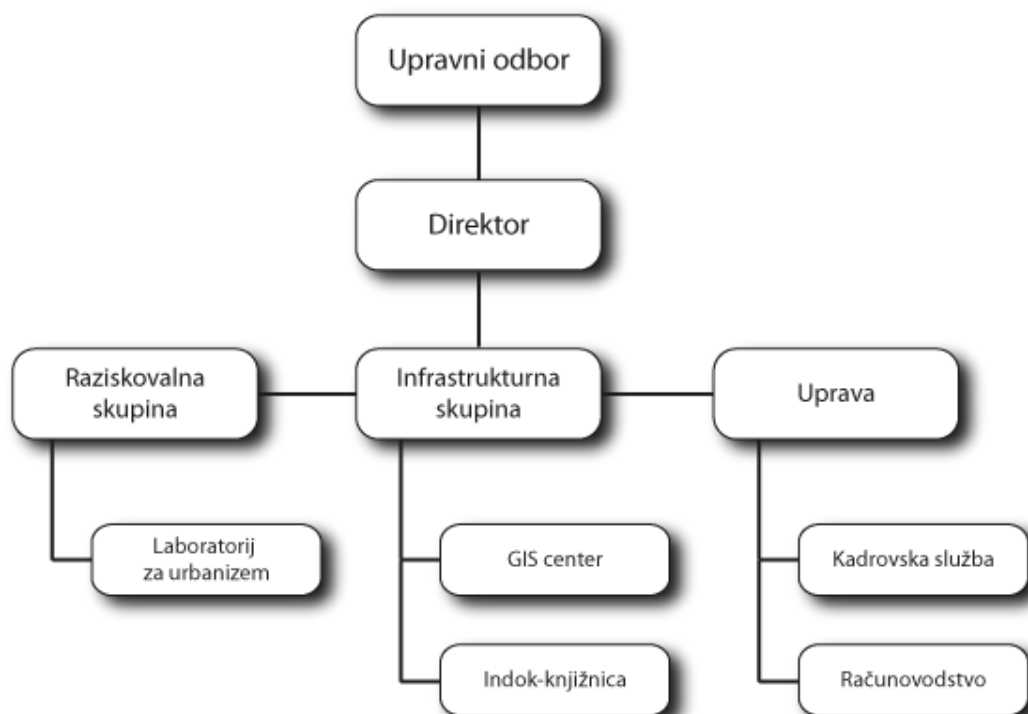 Upravni odbor
Direktor
Raziskovalna
skupina
Infrastrukturna
skupina
Uprava
Laboratorij
za urbanizem
GIS center
Kadrovska služba
Indok-knjižnica
Računovodstvo